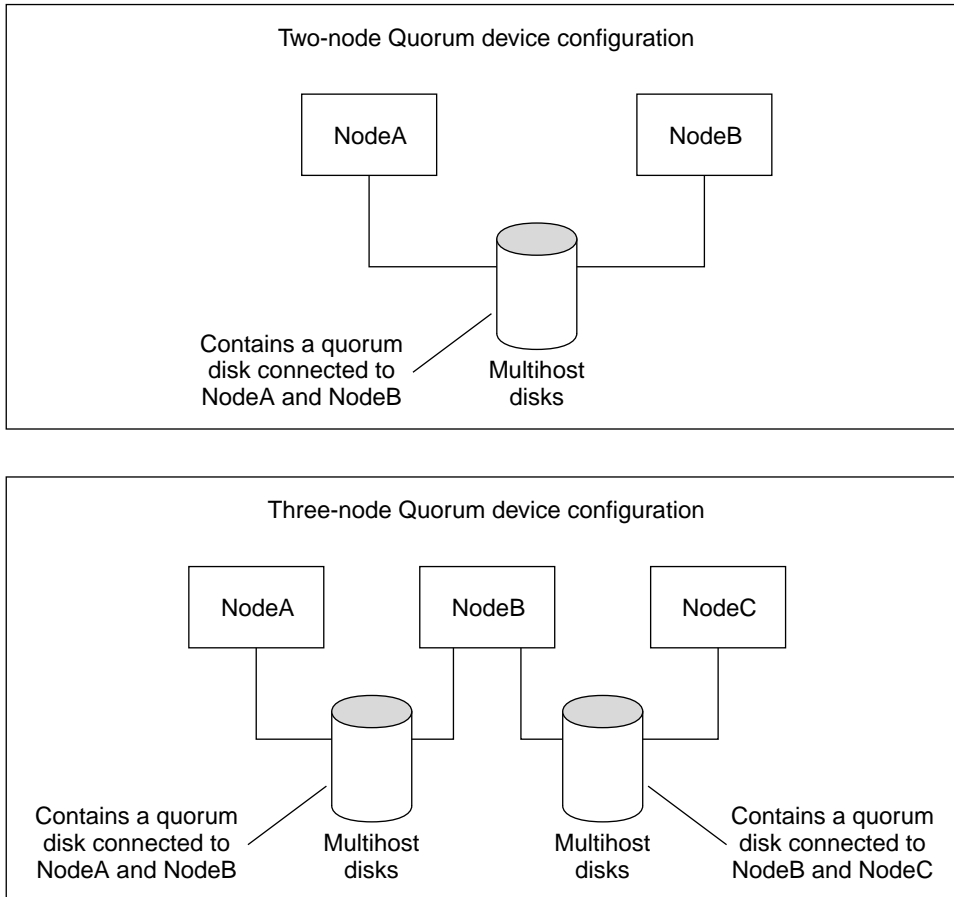 Two-node Quorum device configuration
NodeA
NodeB
Contains a quorum
disk connected to
NodeA and NodeB
Multihost
disks
Three-node Quorum device configuration
NodeA
NodeB
NodeC
Contains a quorum
disk connected to
NodeA and NodeB
Multihost
disks
Multihost
disks
Contains a quorum
disk connected to
NodeB and NodeC